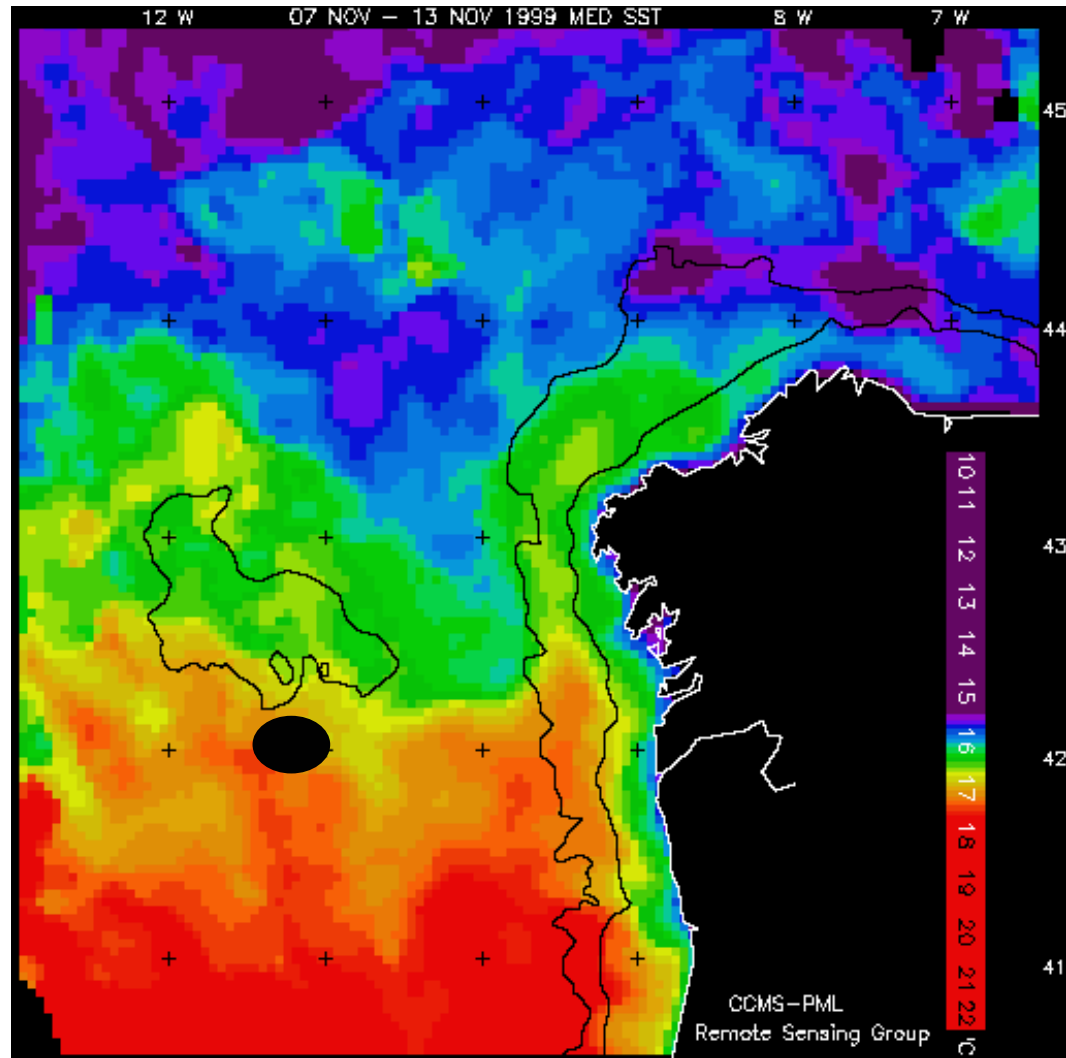 12 W 07 NOV - 13 NOV 1999 MED SST 8 W 7 W
45
44
10 11 12 13 14 15 16 17 18 19 20 21 22 °C
43
42
41
CCMS-PML
Remote Sensing Group